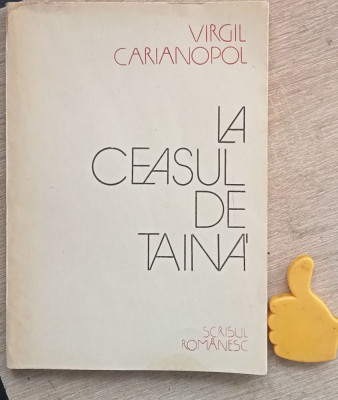 VIRGIL
CARIANOPOL
LA
CEASUL
DE
TAINĂ
SCRISUL
ROMÂNESC